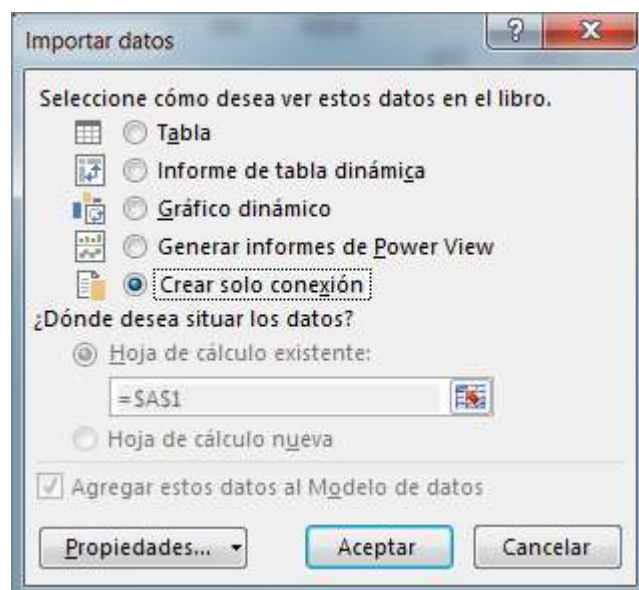 Importar datos
Seleccione cómo desea ver estos datos en el libro.
Tabla
Informe de tabla dinámica
Gráfico dinámico
Generar informes de Power View
Crear solo conexión
¿Dónde desea situar los datos?
Hoja de cálculo existente:
=$A$1
Hoja de cálculo nueva
Agregar estos datos al Modelo de datos
Propiedades... Aceptar Cancelar